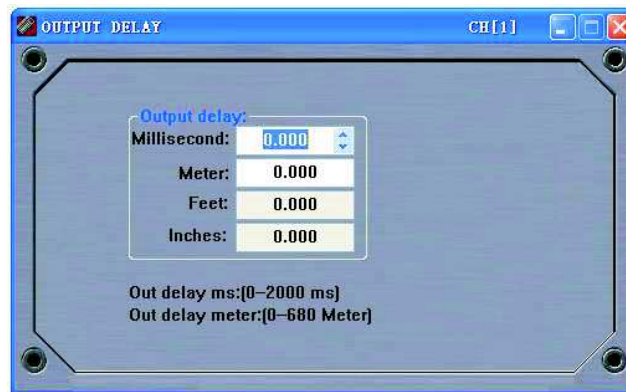 OUTPUT DELAY CH[1]
Output delay:
Millisecond: 0.000
Meter: 0.000
Feet: 0.000
Inches: 0.000
Out delay ms:(0-2000 ms)
Out delay meter:(0-680 Meter)